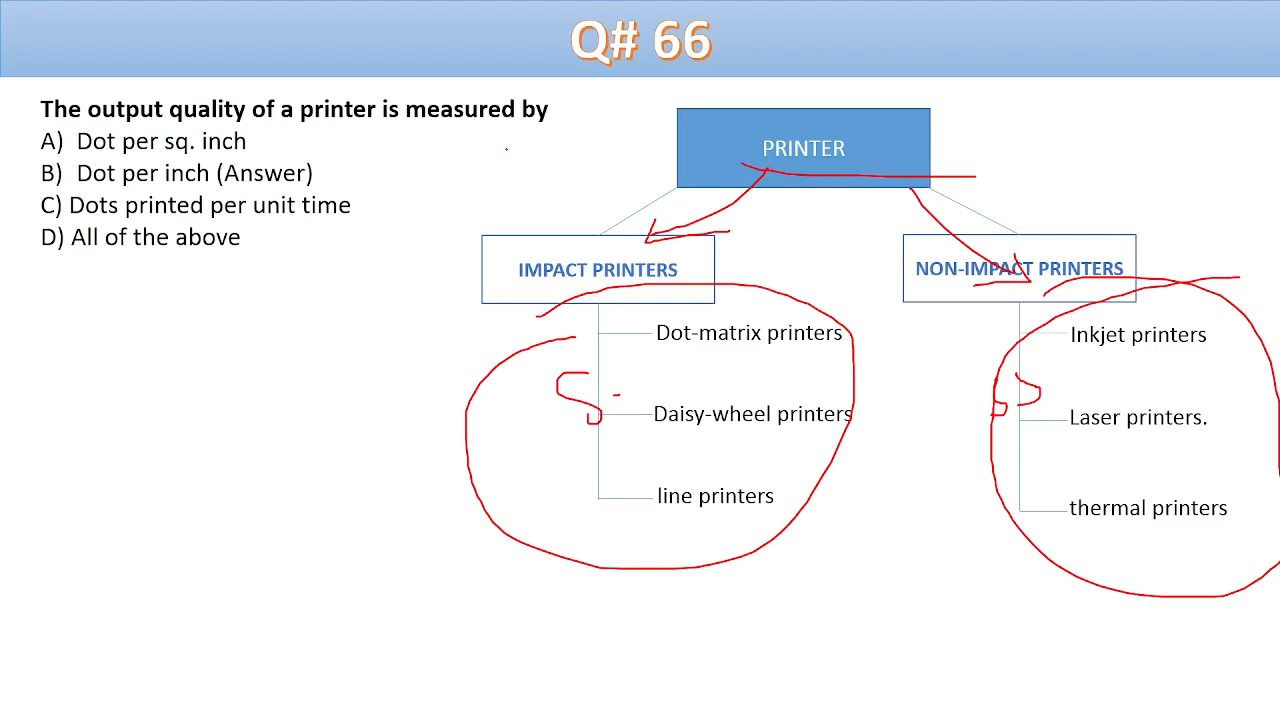 Q# 66
The output quality of a printer is measured by
A) Dot per sq. inch
B) Dot per inch (Answer)
C) Dots printed per unit time
D) All of the above
PRINTER
IMPACT PRINTERS
Dot-matrix printers
Daisy-wheel printers
line printers
NON-IMPACT PRINTERS
Inkjet printers
Laser printers.
thermal printers